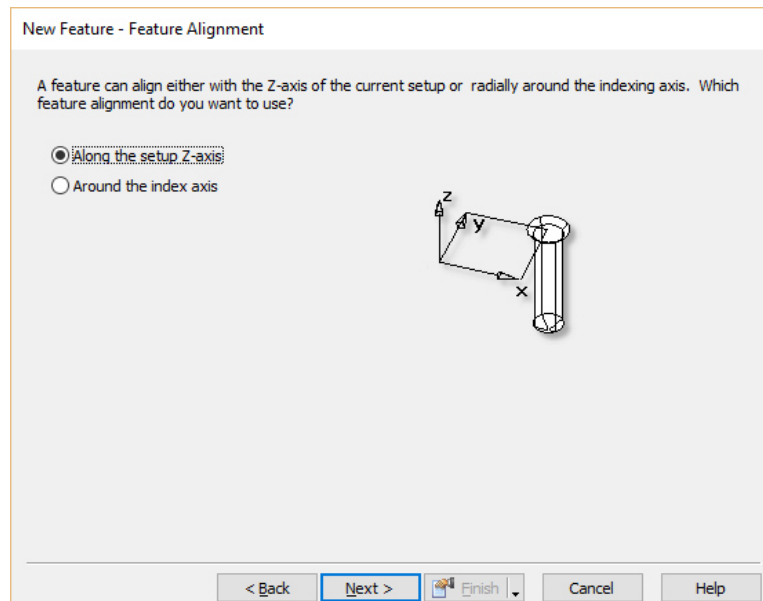 New Feature - Feature Alignment
A feature can align either with the Z-axis of the current setup or radially around the indexing axis. Which
feature alignment do you want to use?
Along the setup Z-axis
Around the index axis
z
y
x
< Back Next > Finish Cancel Help